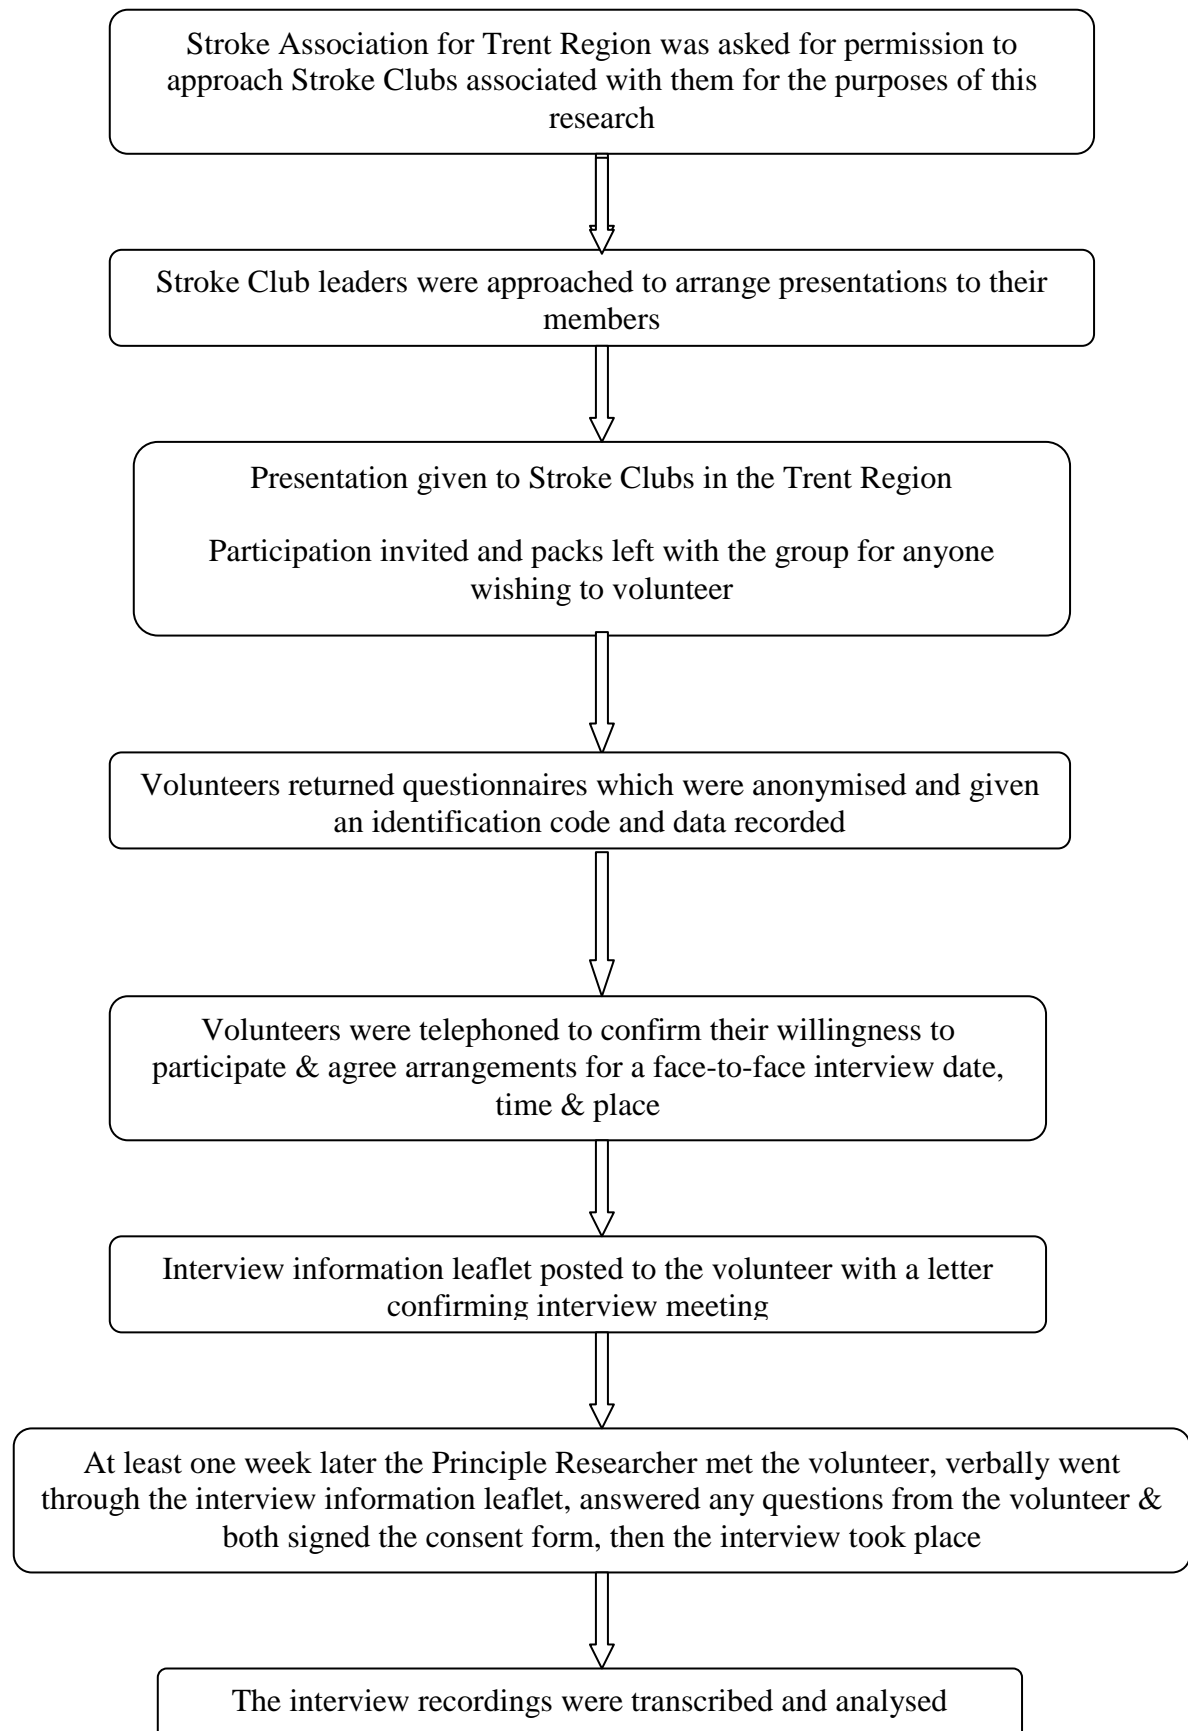 Stroke Association for Trent Region was asked for permission to
approach Stroke Clubs associated with them for the purposes of this
research
Stroke Club leaders were approached to arrange presentations to their
members
Presentation given to Stroke Clubs in the Trent Region
Participation invited and packs left with the group for anyone
wishing to volunteer
Volunteers returned questionnaires which were anonymised and given
an identification code and data recorded
Volunteers were telephoned to confirm their willingness to
participate & agree arrangements for a face-to-face interview date,
time & place
Interview information leaflet posted to the volunteer with a letter
confirming interview meeting
At least one week later the Principle Researcher met the volunteer, verbally went
through the interview information leaflet, answered any questions from the volunteer &
both signed the consent form, then the interview took place
The interview recordings were transcribed and analysed